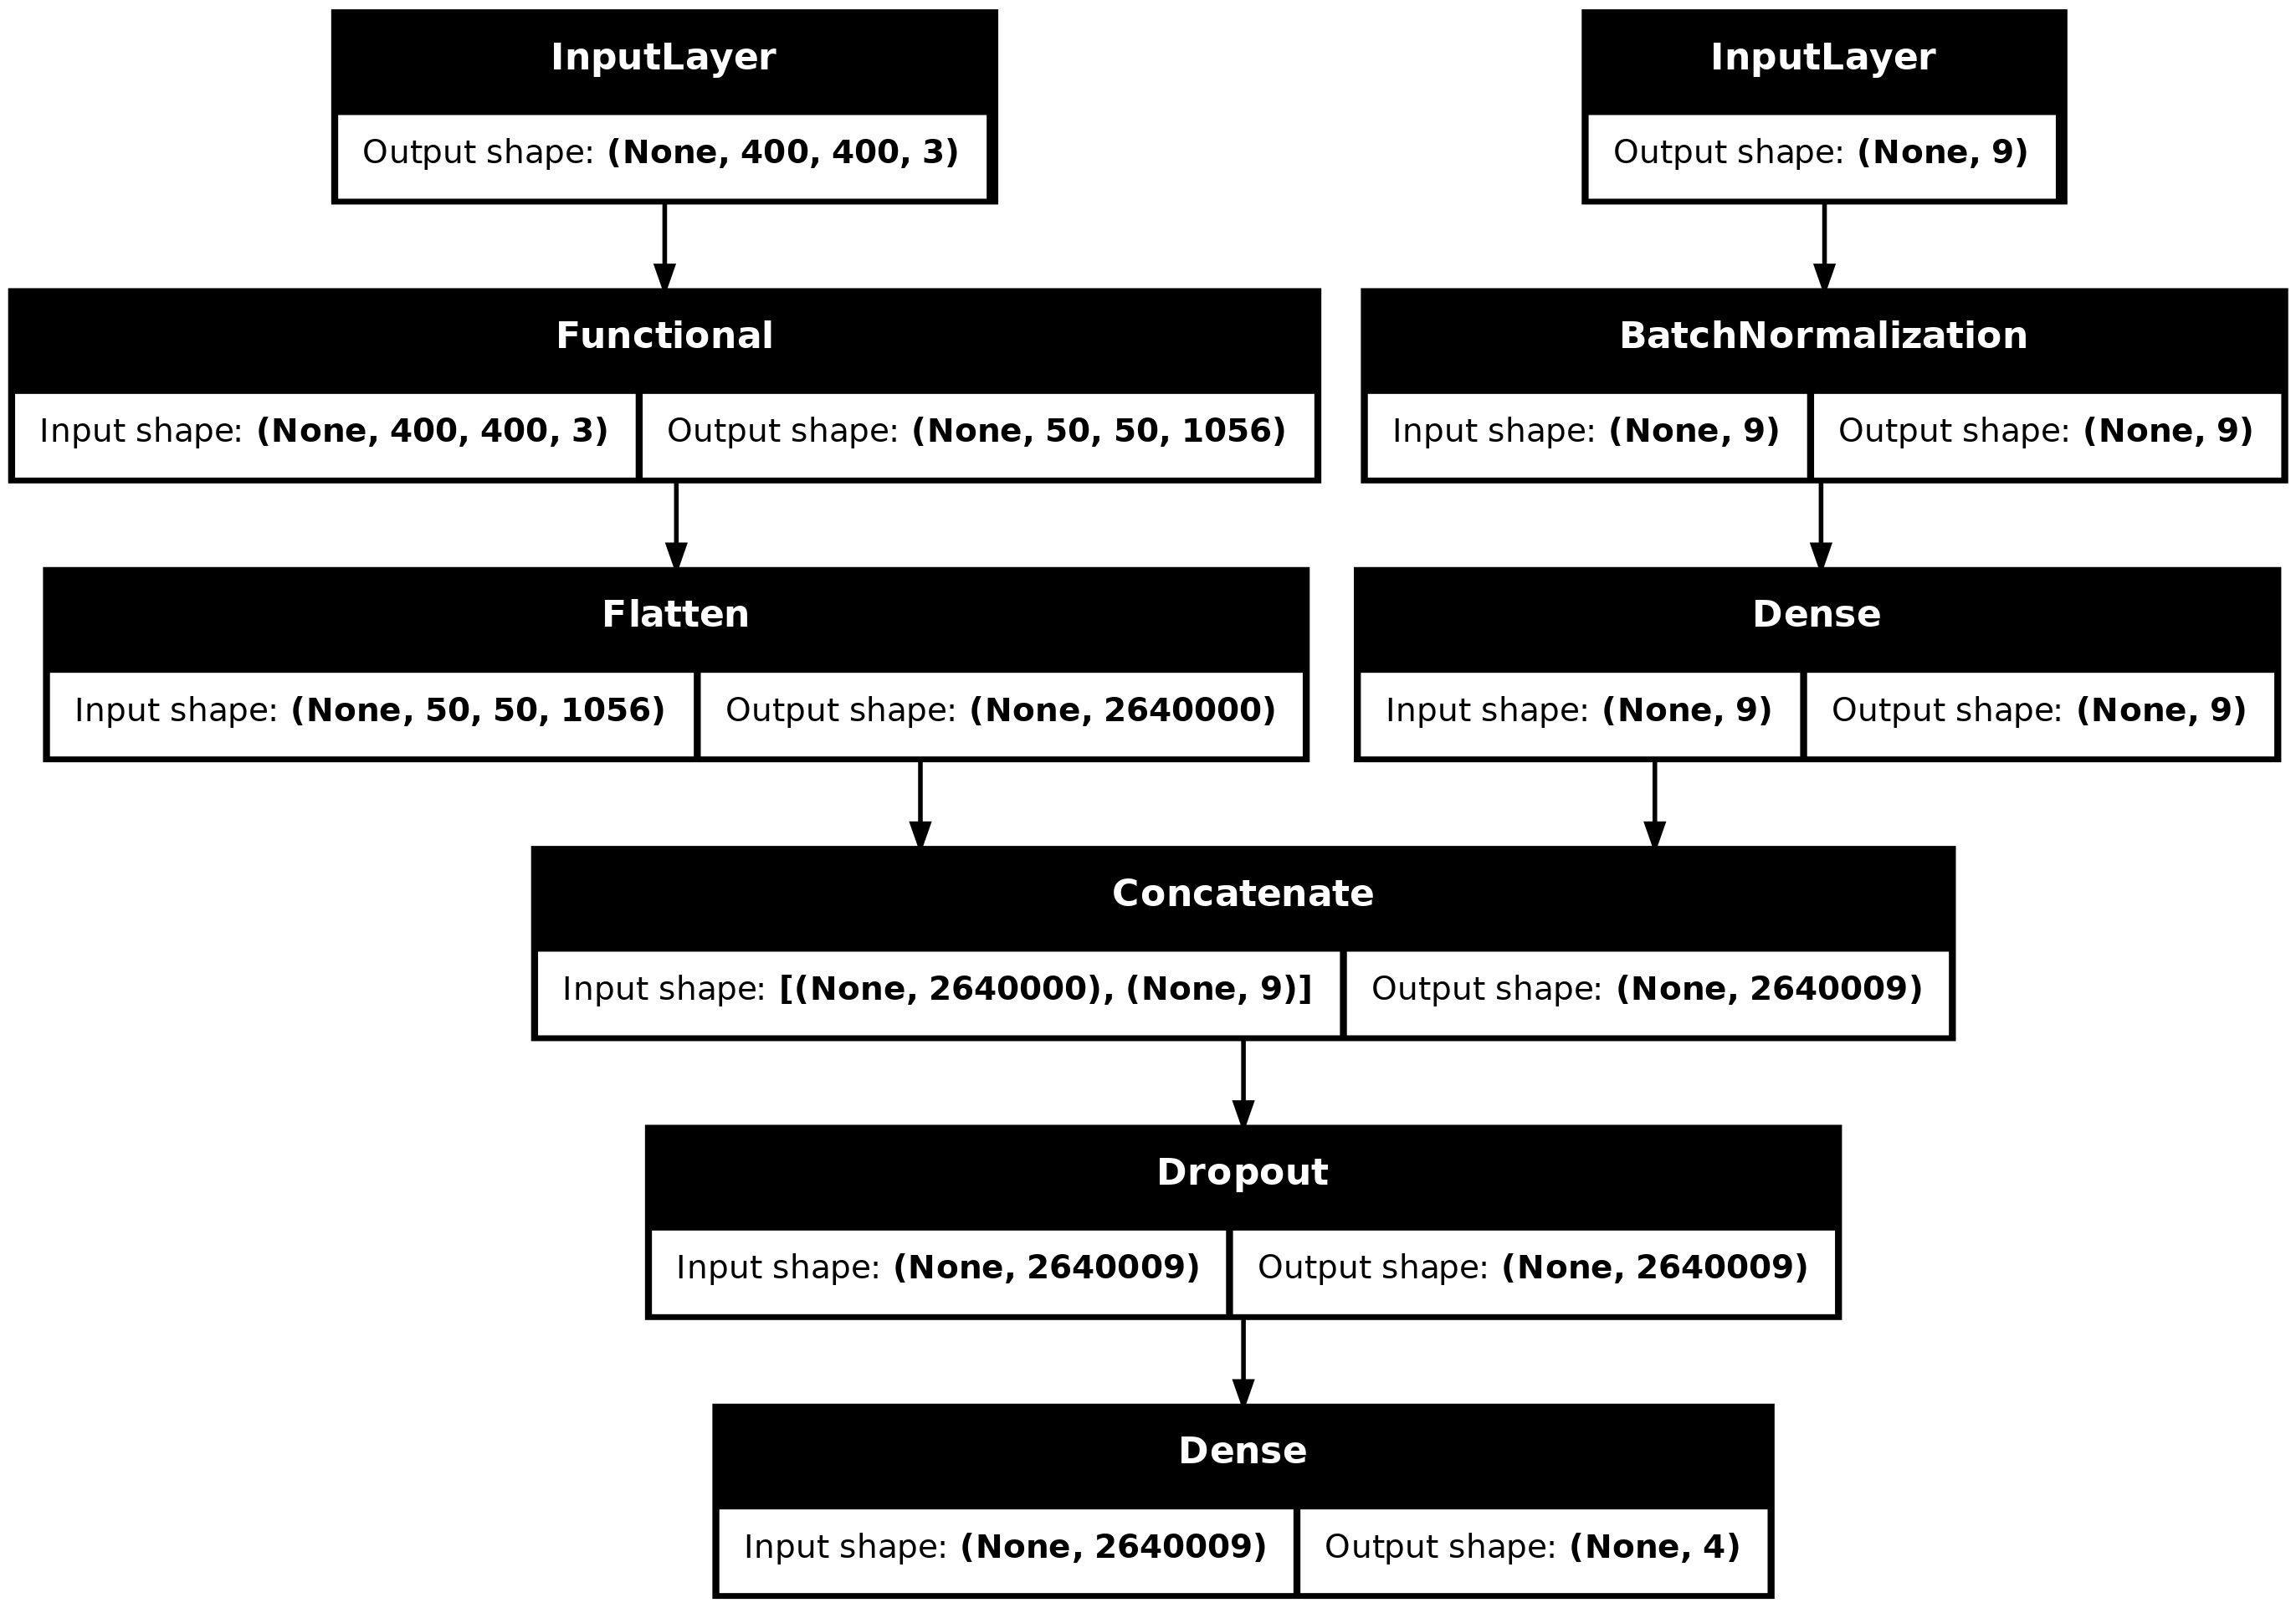 InputLayer
Output shape: (None, 400, 400, 3)
InputLayer
Output shape: (None, 9)
Functional
Input shape: (None, 400, 400, 3)
Output shape: (None, 50, 50, 1056)
BatchNormalization
Input shape: (None, 9)
Output shape: (None, 9)
Flatten
Input shape: (None, 50, 50, 1056)
Output shape: (None, 2640000)
Dense
Input shape: (None, 9)
Output shape: (None, 9)
Concatenate
Input shape: [(None, 2640000), (None, 9)]
Output shape: (None, 2640009)
Dropout
Input shape: (None, 2640009)
Output shape: (None, 2640009)
Dense
Input shape: (None, 2640009)
Output shape: (None, 4)